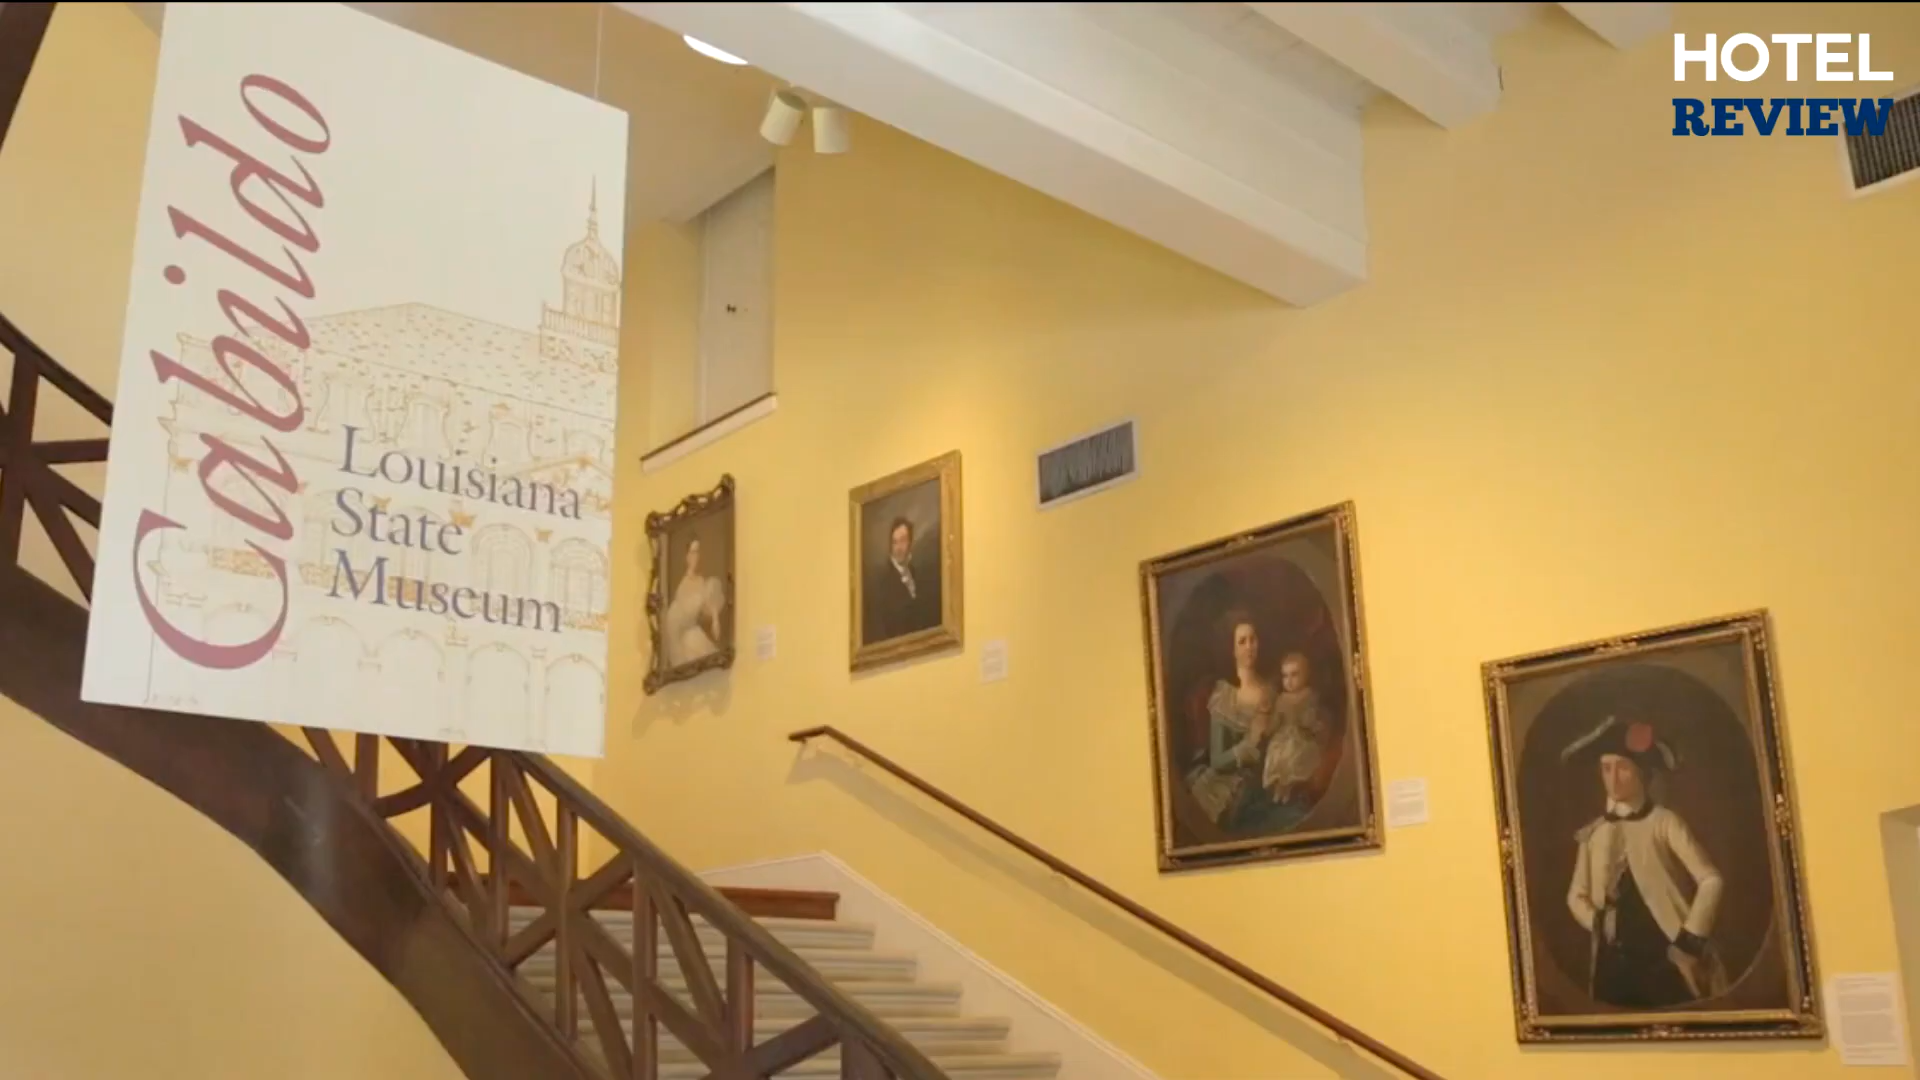 Cabildo
Louisiana
State
Museum
HOTEL
REVIEW